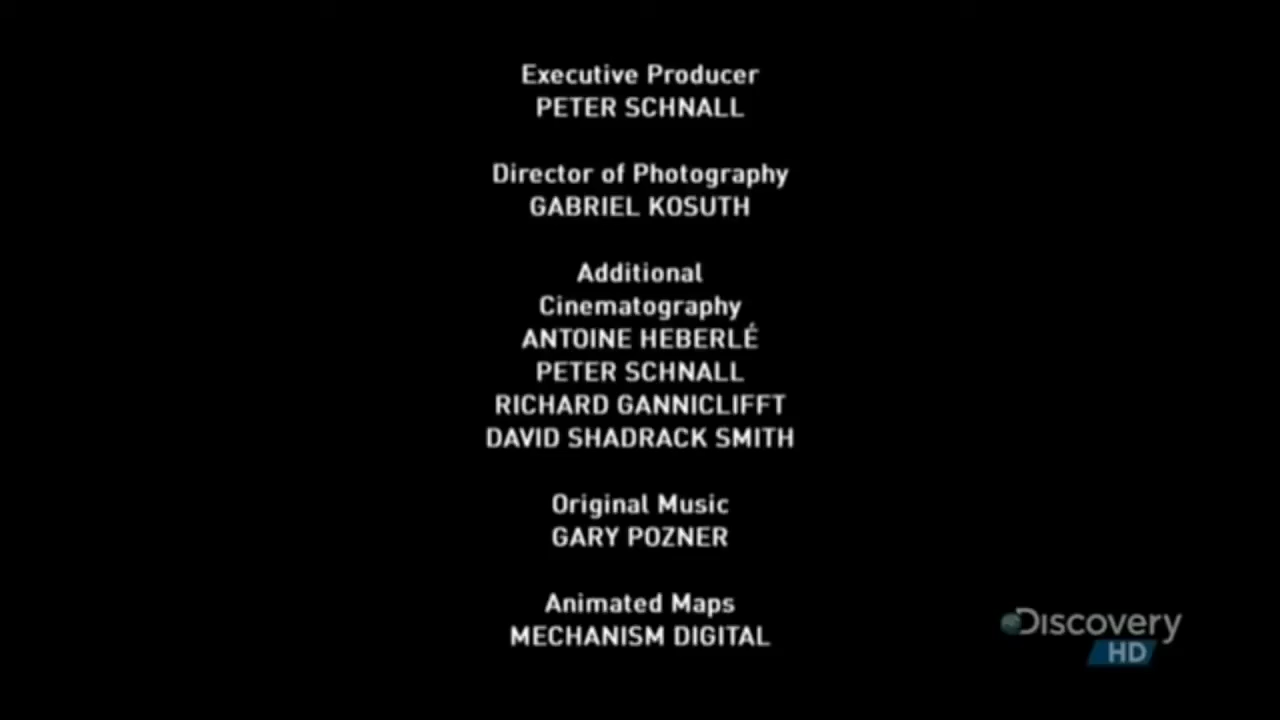 Executive Producer
PETER SCHNALL
Director of Photography
GABRIEL KOSUTH
Additional
Cinematography
ANTOINE HEBERLÉ
PETER SCHNALL
RICHARD GANNICLIFFT
DAVID SHADRACK SMITH
Original Music
GARY POZNER
Animated Maps
MECHANISM DIGITAL
Discovery
HD